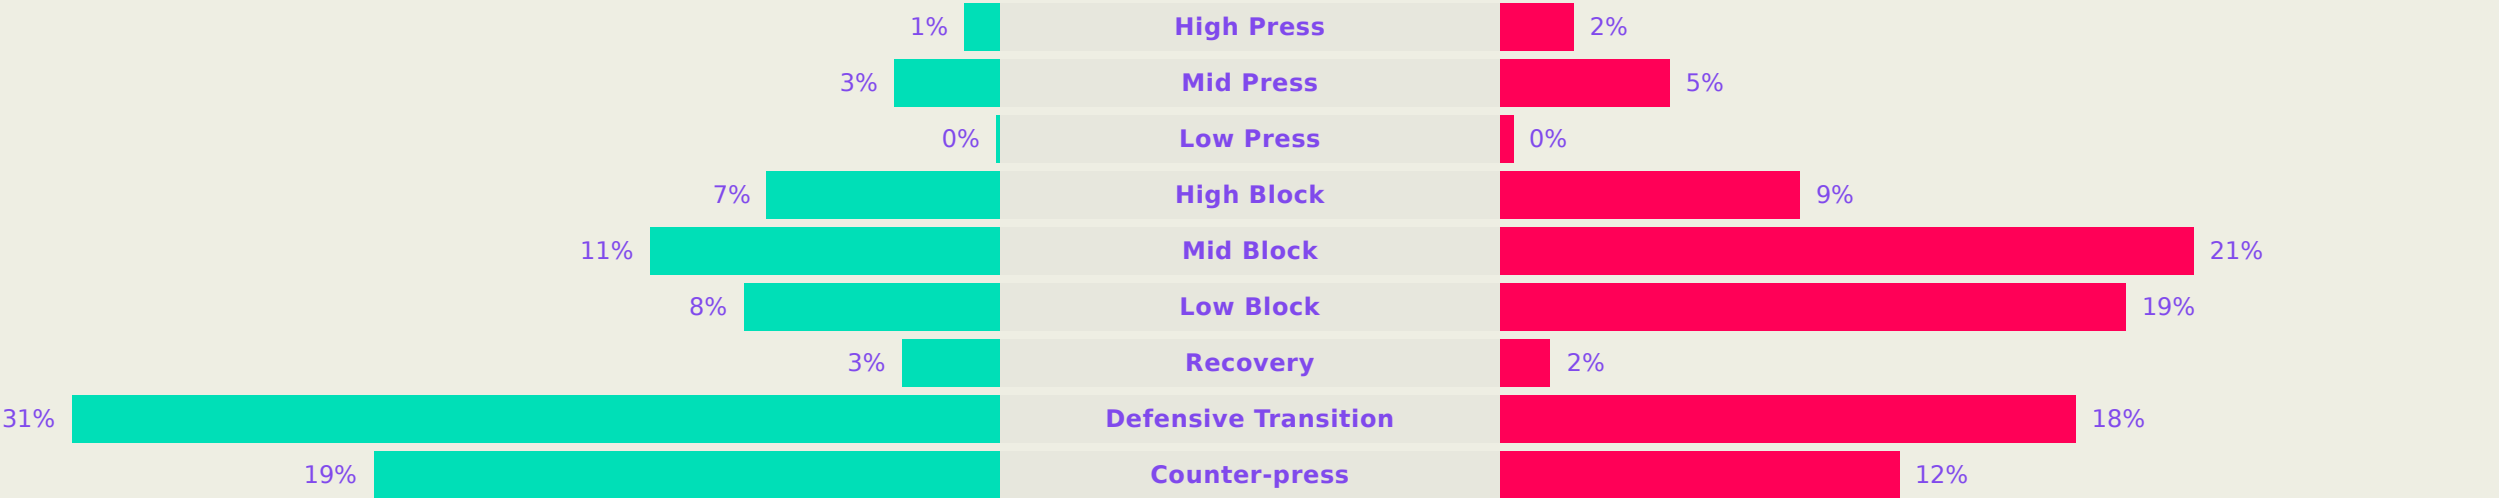 1% High Press 2%
3% Mid Press 5%
0% Low Press 0%
7% High Block 9%
11% Mid Block 21%
8% Low Block 19%
3% Recovery 2%
31% Defensive Transition 18%
19% Counter-press 12%